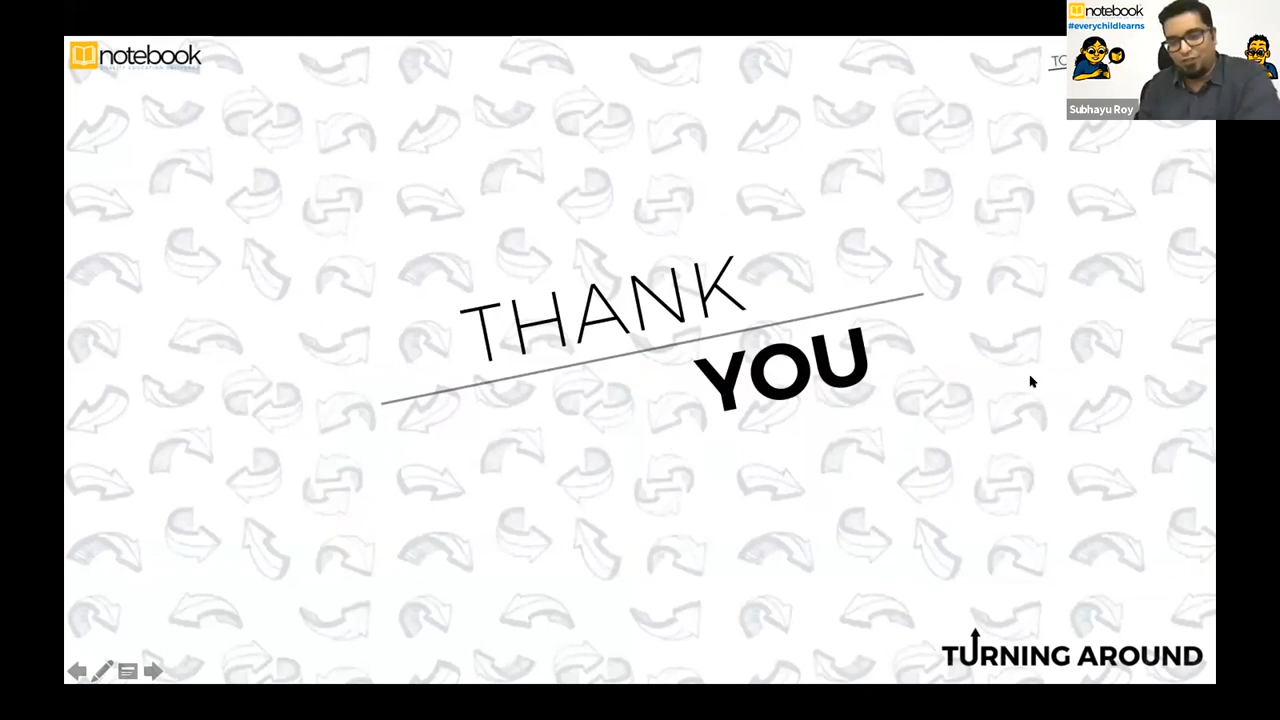 notebook
notebook
#everychildlearns
Subhayu Roy
THANK
YOU
TURNING AROUND